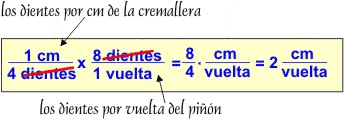 los dientes por cm de la cremallera
1 cm / 4 dientes x 8 dientes / 1 vuelta = 8/4 · cm/vuelta = 2 cm/vuelta
los dientes por vuelta del piñón